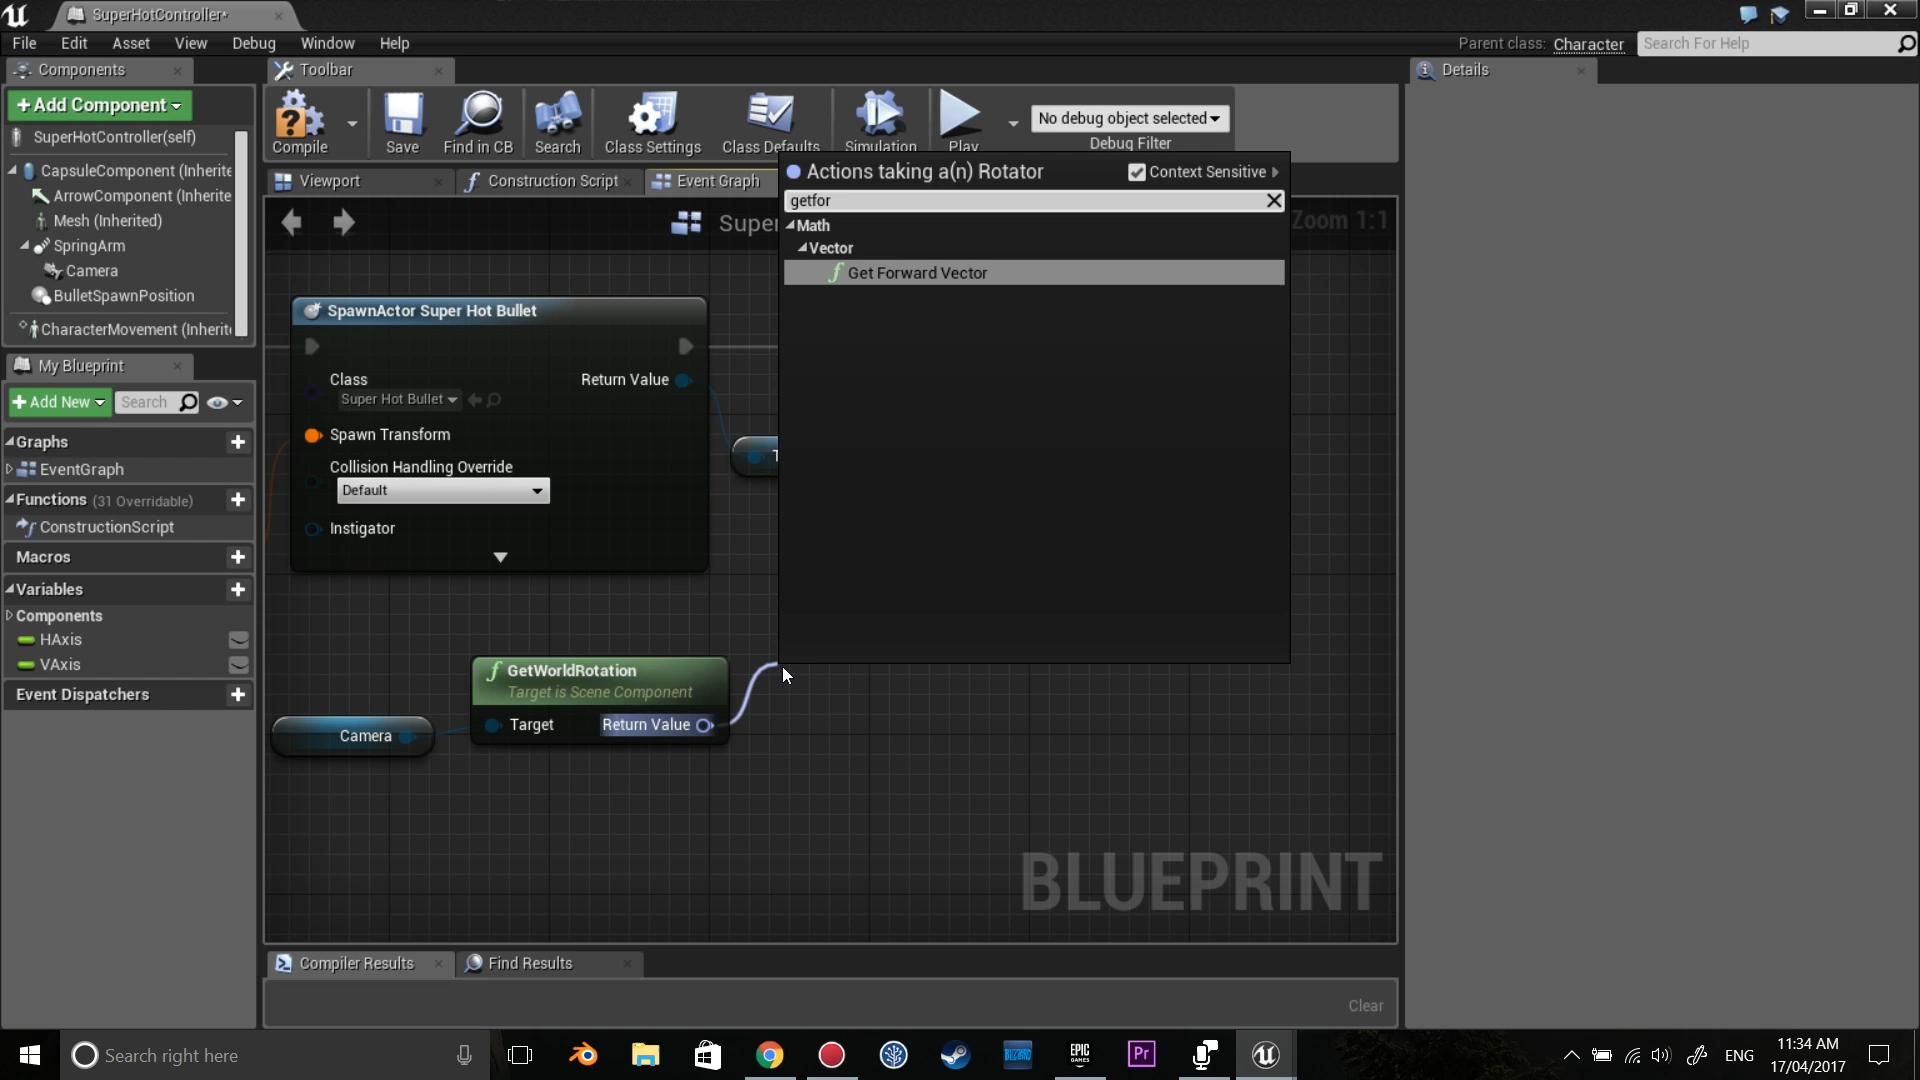 SuperHotController*
File Edit Asset View Debug Window Help
Parent class: Character
Search For Help
Components
Toolbar
Details
Add Component
SuperHotController(self)
CapsuleComponent (Inherite
ArrowComponent (Inherite
Mesh (Inherited)
SpringArm
Camera
BulletSpawnPosition
CharacterMovement (Inherit
Compile
Save
Find in CB
Search
Class Settings
Class Defaults
Simulation
Play
No debug object selected
Debug Filter
Viewport
Construction Script
Event Graph
Super
Zoom 1:1
Actions taking a(n) Rotator
Context Sensitive
getfor
Math
Vector
Get Forward Vector
My Blueprint
Add New
Search
Graphs
EventGraph
Functions (31 Overridable)
ConstructionScript
Macros
Variables
Components
HAxis
VAxis
Event Dispatchers
SpawnActor Super Hot Bullet
Class
Super Hot Bullet
Return Value
Spawn Transform
Collision Handling Override
Default
Instigator
T
GetWorldRotation
Target is Scene Component
Target
Return Value
Camera
BLUEPRINT
Compiler Results
Find Results
Clear
Search right here
BLIZZARD
EPIC
GAMES
Pr
ENG
11:34 AM
17/04/2017